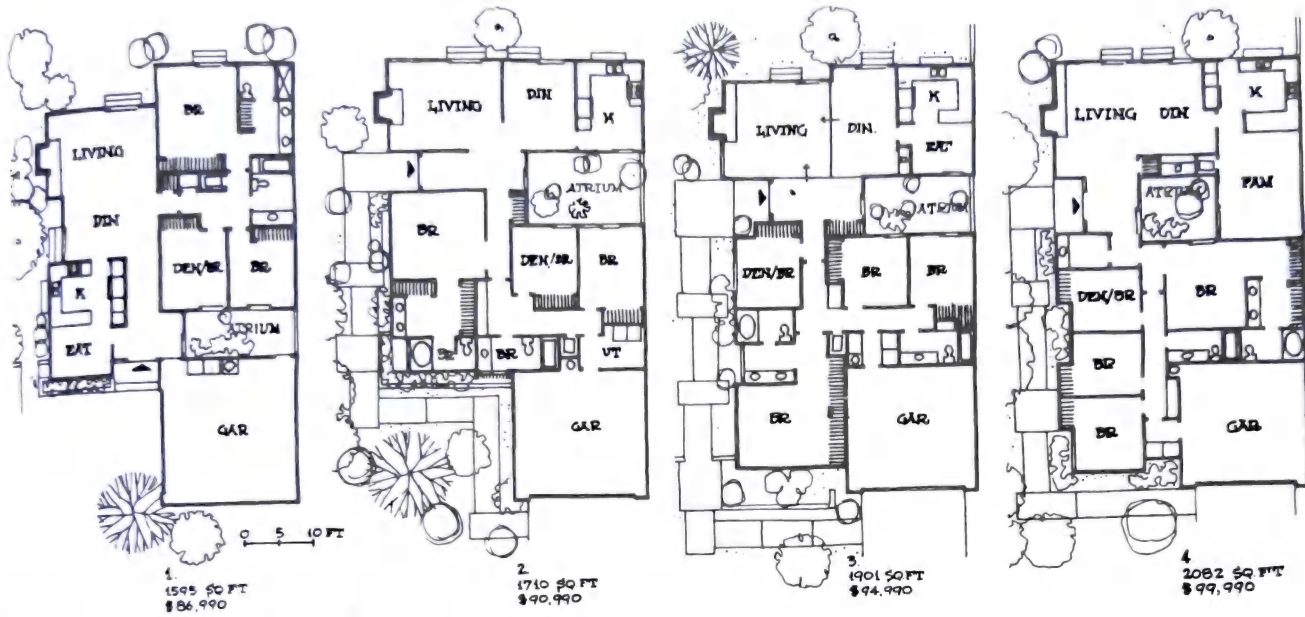 BR
LIVING
DIN
DEN/BR
BR
K
EAT
ATRIUM
GAR
0 5 10 FT
1.
1595 SQ FT
$86,990
LIVING
DIN
K
ATRIUM
BR
DEN/BR
BR
BR
BR
UT
GAR
2
1710 SQ FT
$90,990
LIVING
DIN.
K
EAT
ATRIUM
DEN/BR
BR
BR
BR
GAR
3.
1901 SQ FT
$94,990
LIVING
DIN
K
ATRIUM
FAM
DEN/BR
BR
BR
BR
GAR
4
2082 SQ. FT
$99,990